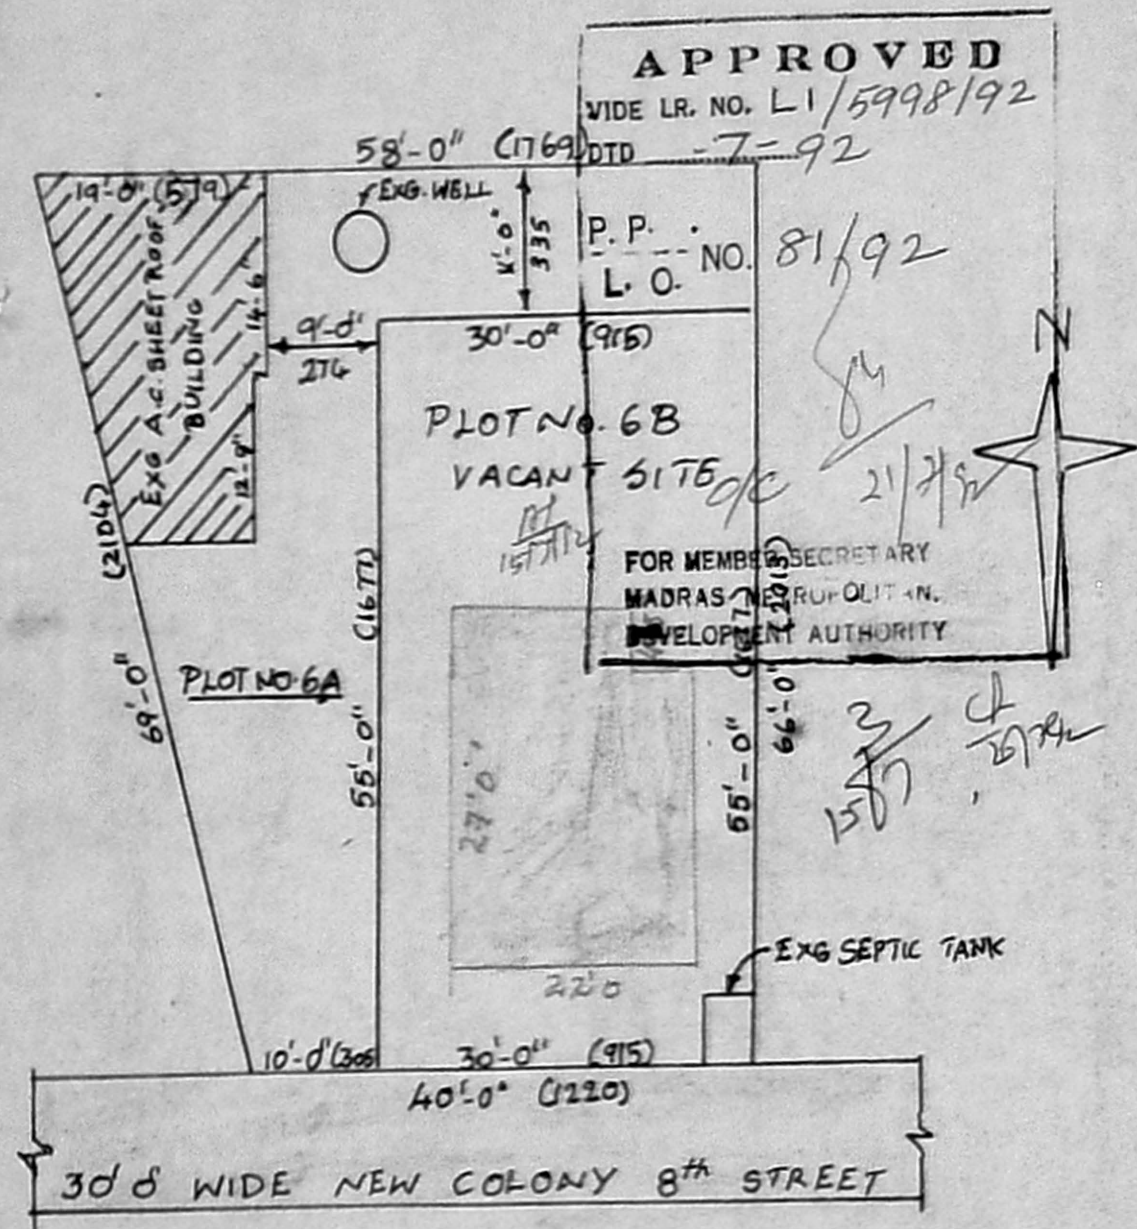 APPROVED
VIDE LR. NO. L1/5998/92
DTD -7-92
58'-0" (1769)
19'-0" (579)
EXG. WELL
11'-0"
335
P. P.
L. O. NO. 81/92
14'-6"
EXG A.C. SHEET ROOF
BUILDING
9'-0"
274
30'-0" (915)
N
PLOT NO. 6B
VACANT SITE
O/C
12'-9"
(2104)
(1677)
FOR MEMBER SECRETARY
MADRAS METROPOLITAN.
DEVELOPMENT AUTHORITY
(1677)
(2013)
69'-0"
PLOT NO. 6A
55'-0"
55'-0"
66'-0"
27'0"
22'0
EXG SEPTIC TANK
10'-0" (305
30'-0" (915)
40'-0" (1220)
30'0" WIDE NEW COLONY 8th STREET